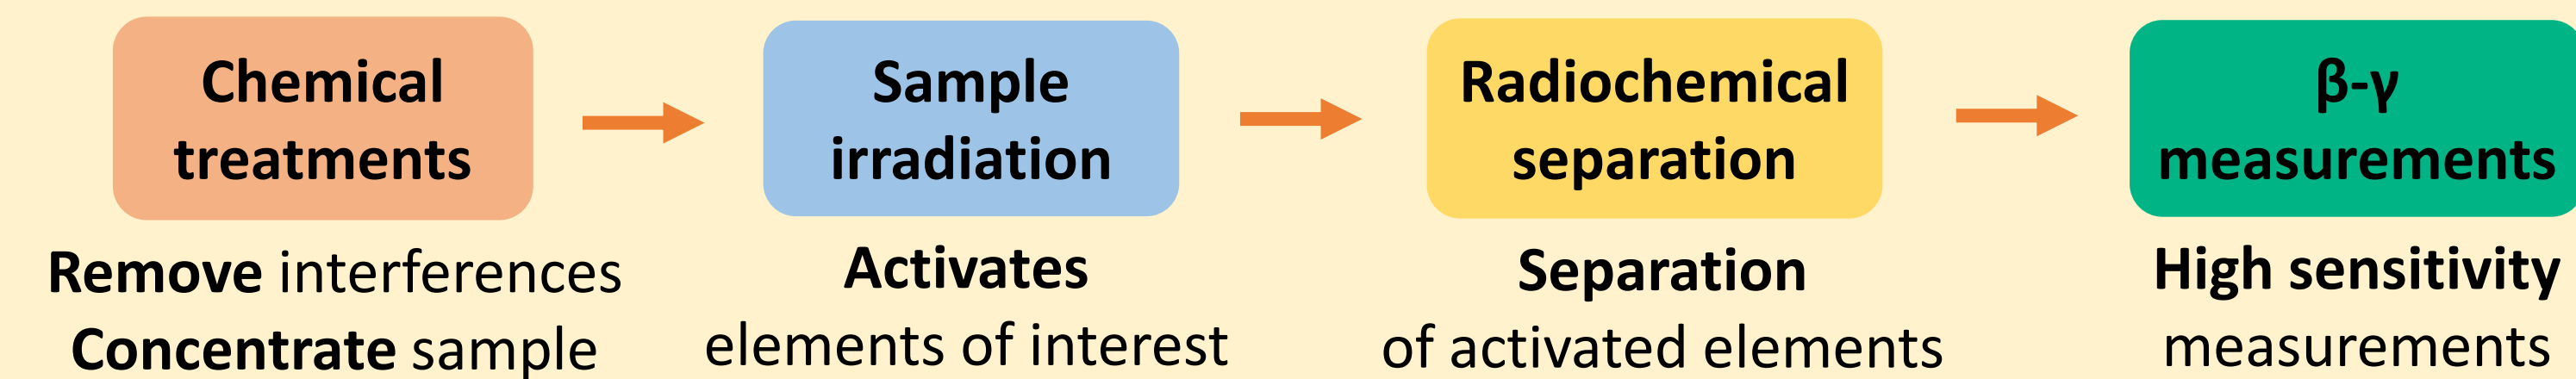 Chemical
treatments
Remove interferences
Concentrate sample
Sample
irradiation
Activates
elements of interest
Radiochemical
separation
Separation
of activated elements
β-γ
measurements
High sensitivity
measurements